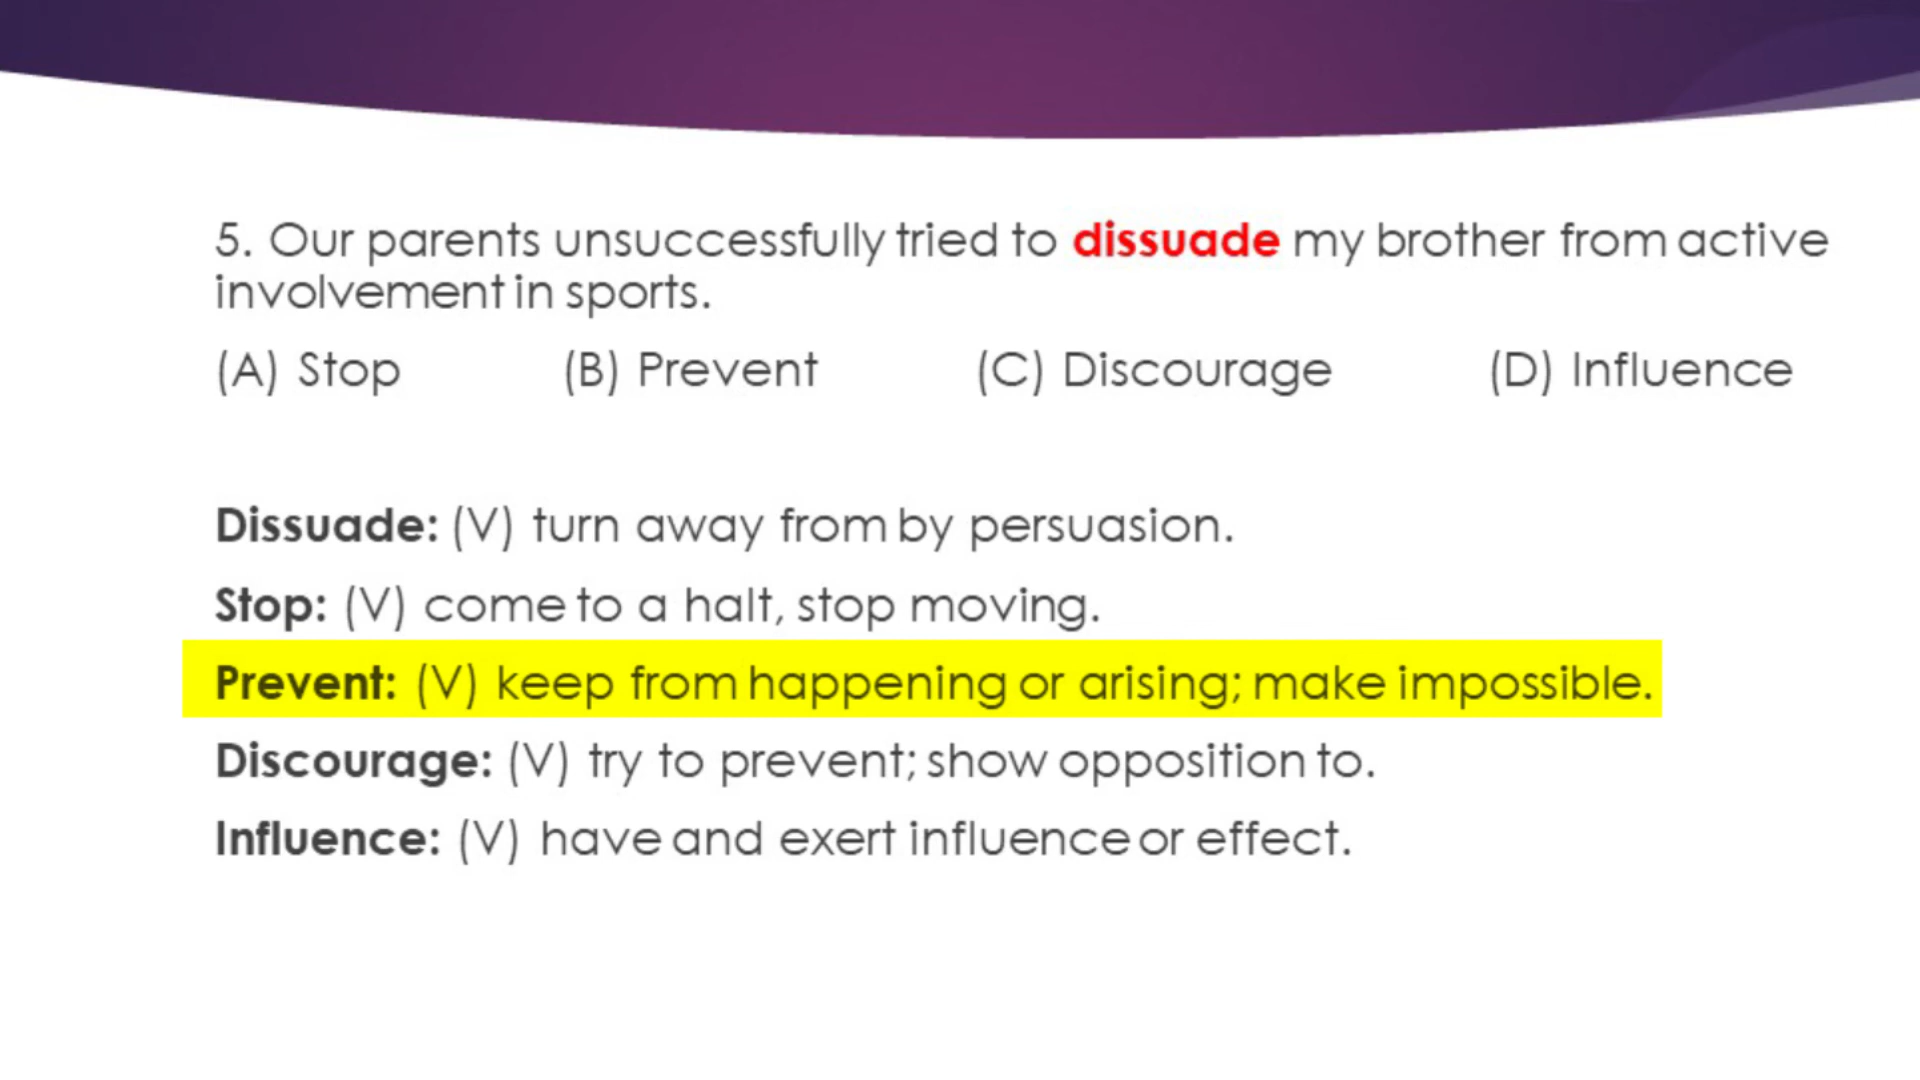 5. Our parents unsuccessfully tried to dissuade my brother from active
involvement in sports.
(A) Stop (B) Prevent (C) Discourage (D) Influence
Dissuade: (V) turn away from by persuasion.
Stop: (V) come to a halt, stop moving.
Prevent: (V) keep from happening or arising; make impossible.
Discourage: (V) try to prevent; show opposition to.
Influence: (V) have and exert influence or effect.